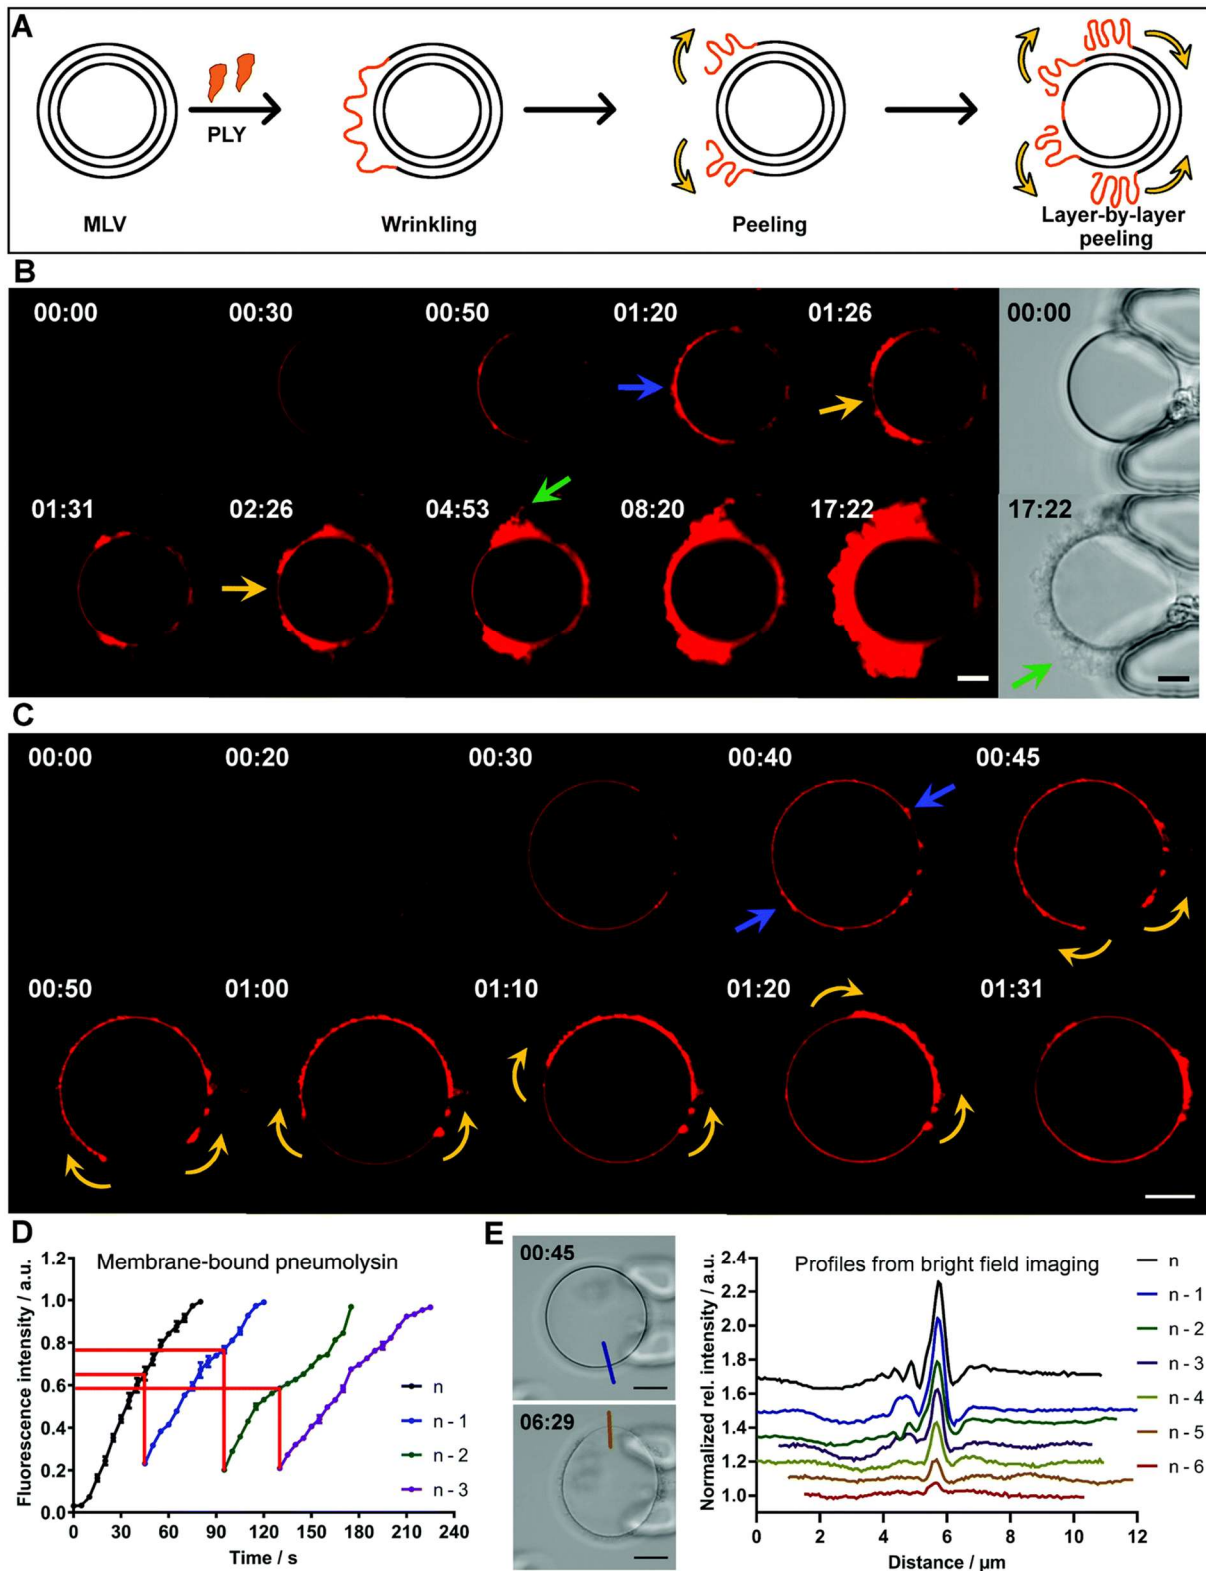 A
PLY
MLV
Wrinkling
Peeling
Layer-by-layer
peeling
B
00:00
00:30
00:50
01:20
01:26
00:00
01:31
02:26
04:53
08:20
17:22
17:22
C
00:00
00:20
00:30
00:40
00:45
00:50
01:00
01:10
01:20
01:31
D
Membrane-bound pneumolysin
Fluorescence intensity / a.u.
1.2
1.0
0.8
0.6
0.4
0.2
0.0
0 30 60 90 120 150 180 210 240
Time / s
n
n - 1
n - 2
n - 3
E
00:45
06:29
Profiles from bright field imaging
Normalized rel. intensity / a.u.
2.4
2.2
2.0
1.8
1.6
1.4
1.2
1.0
0 2 4 6 8 10 12
Distance / µm
n
n - 1
n - 2
n - 3
n - 4
n - 5
n - 6